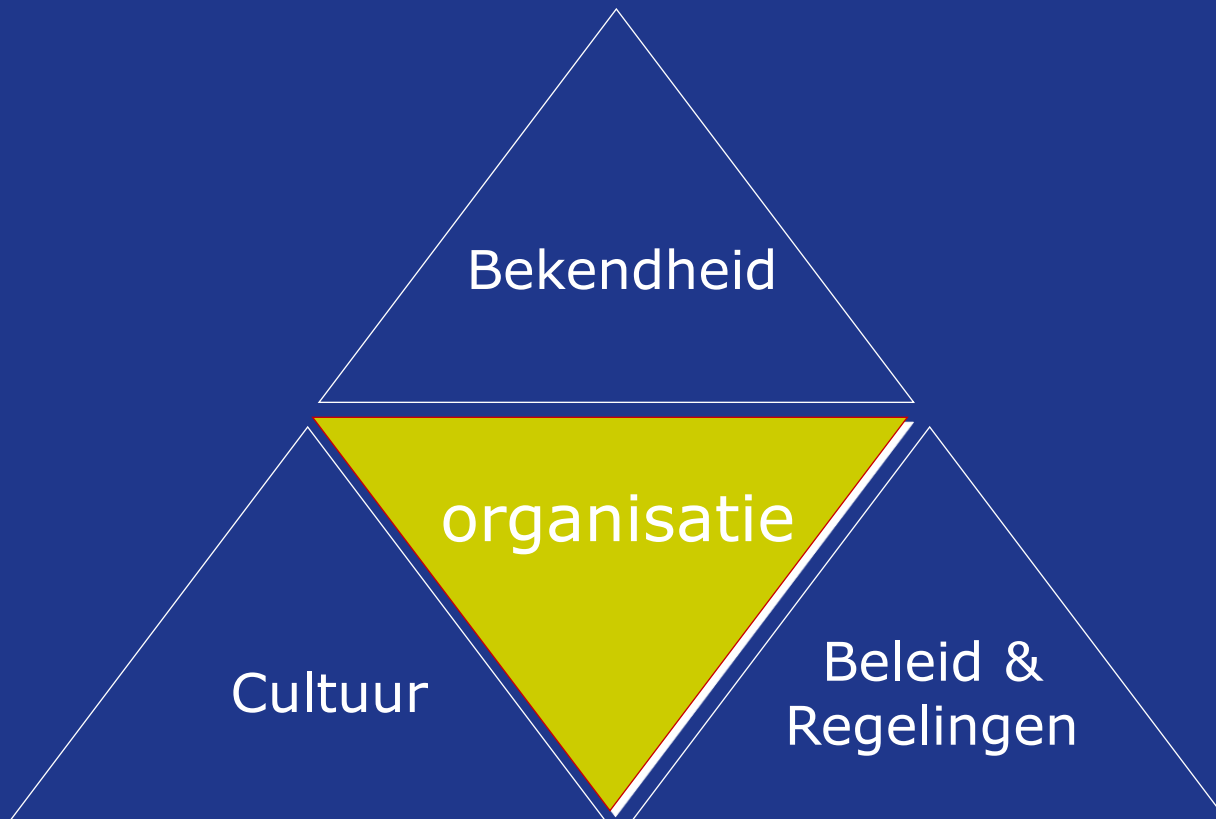 Bekendheid
organisatie
Cultuur
Beleid &
Regelingen